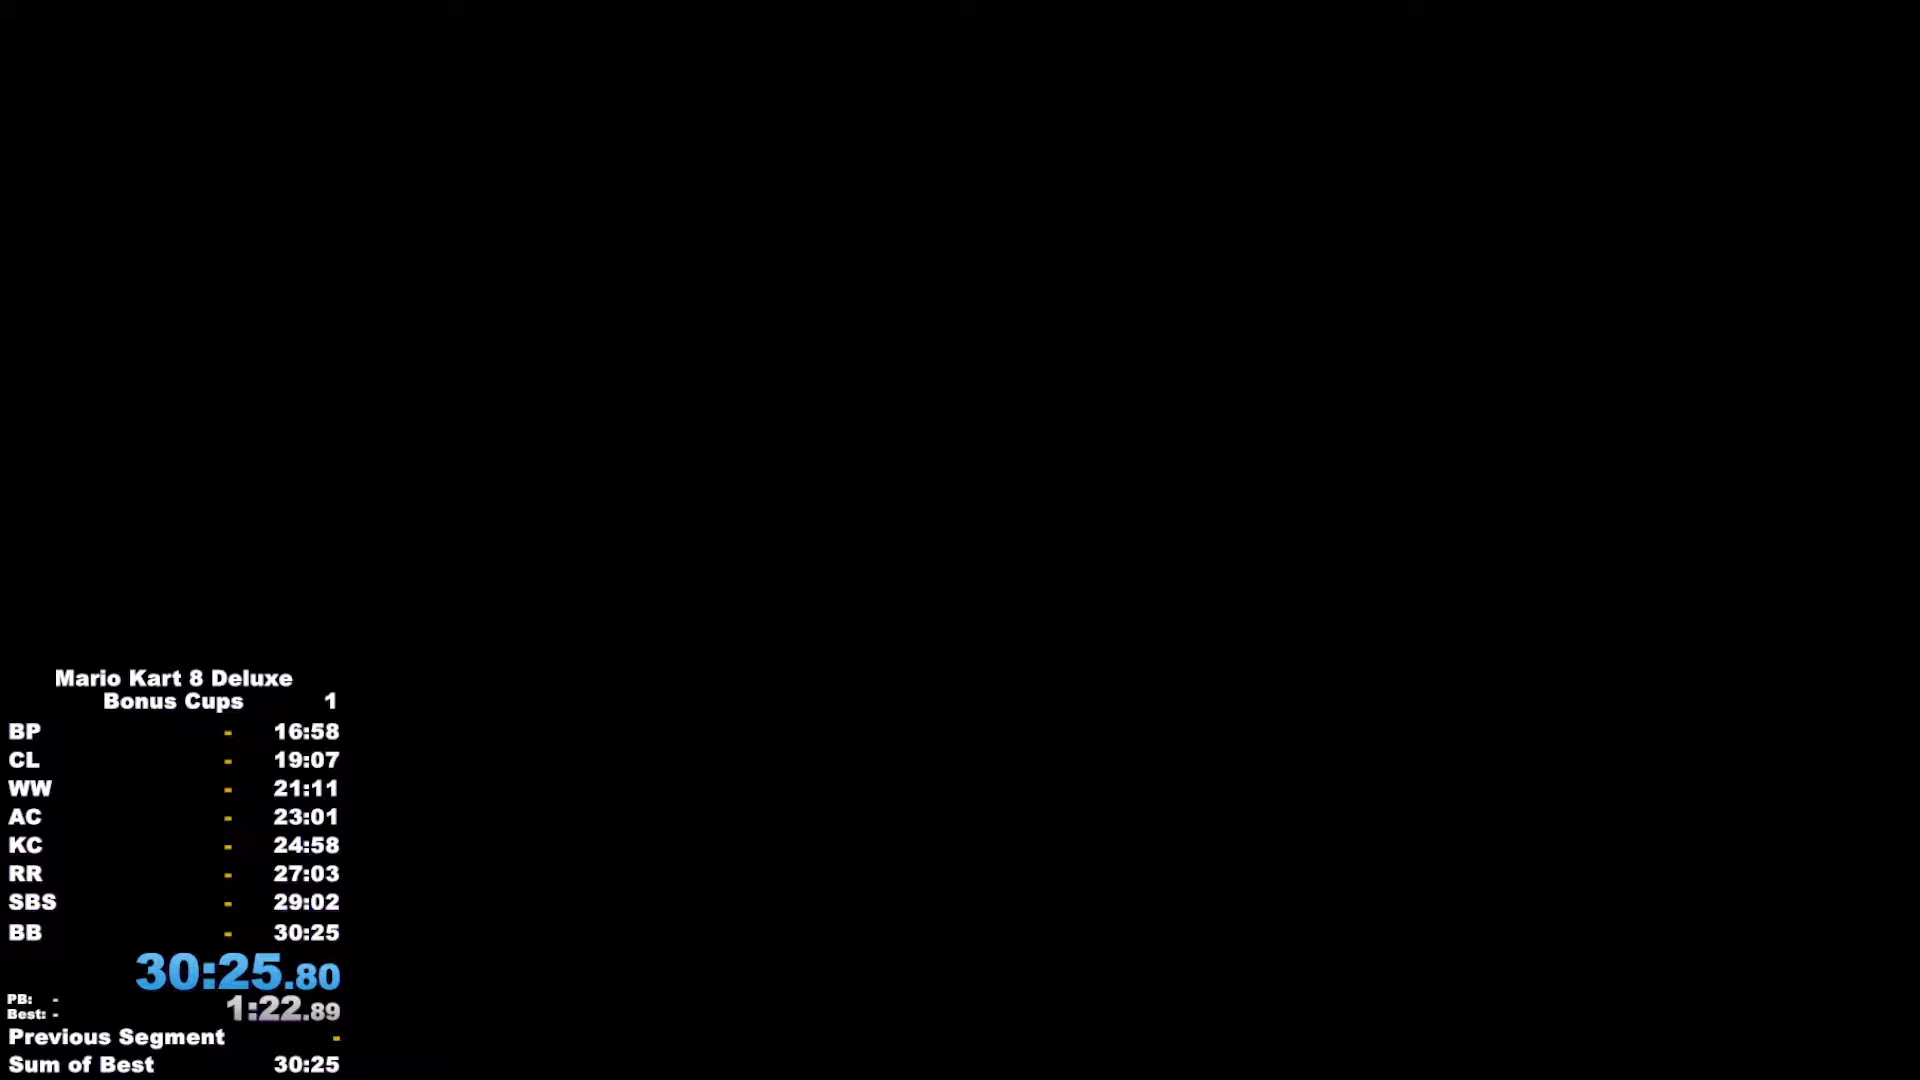 Mario Kart 8 Deluxe
Bonus Cups 1
BP - 16:58
CL - 19:07
WW - 21:11
AC - 23:01
KC - 24:58
RR - 27:03
SBS - 29:02
BB - 30:25
30:25.80
PB: -
Best: -
1:22.89
Previous Segment -
Sum of Best 30:25